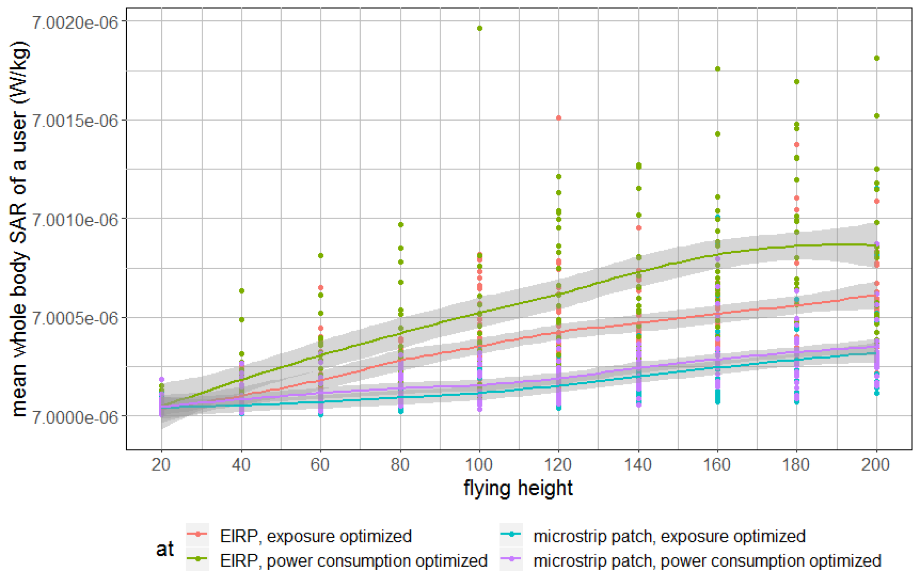 mean whole body SAR of a user (W/kg)
7.0020e-06
7.0015e-06
7.0010e-06
7.0005e-06
7.0000e-06
20 40 60 80 100 120 140 160 180 200
flying height
at
EIRP, exposure optimized
EIRP, power consumption optimized
microstrip patch, exposure optimized
microstrip patch, power consumption optimized